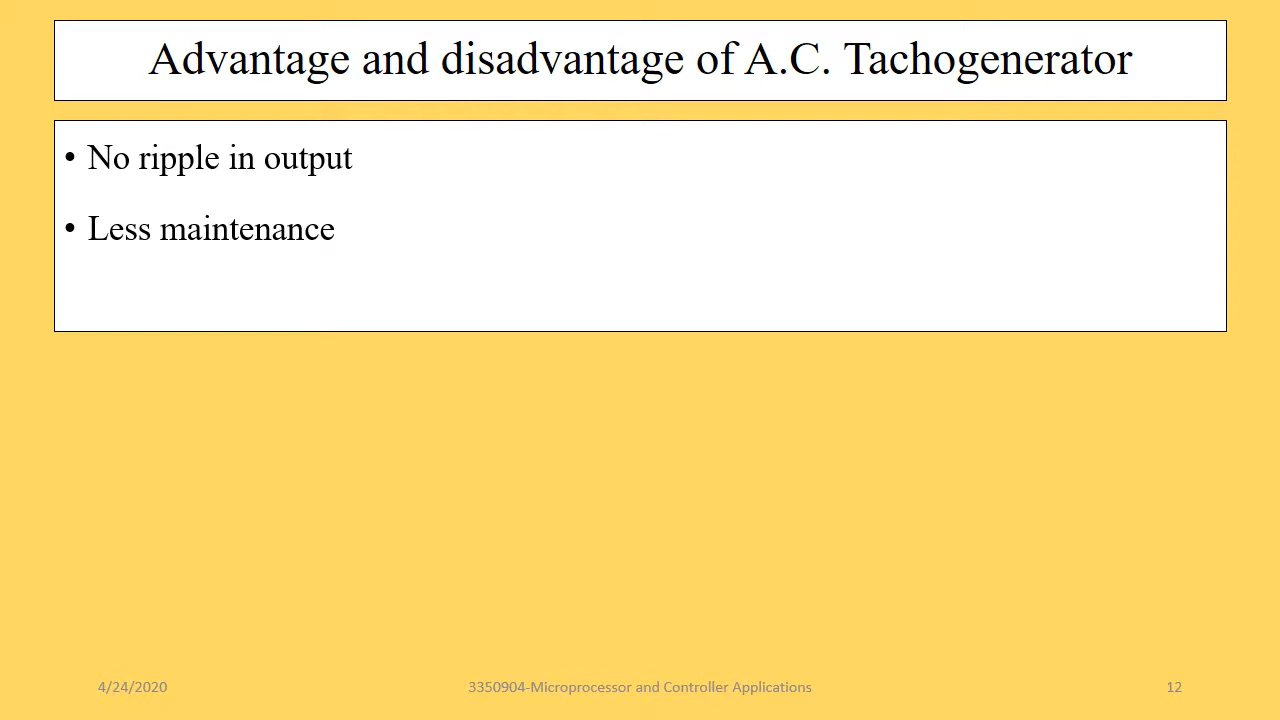 Advantage and disadvantage of A.C. Tachogenerator
• No ripple in output
• Less maintenance
4/24/2020
3350904-Microprocessor and Controller Applications
12